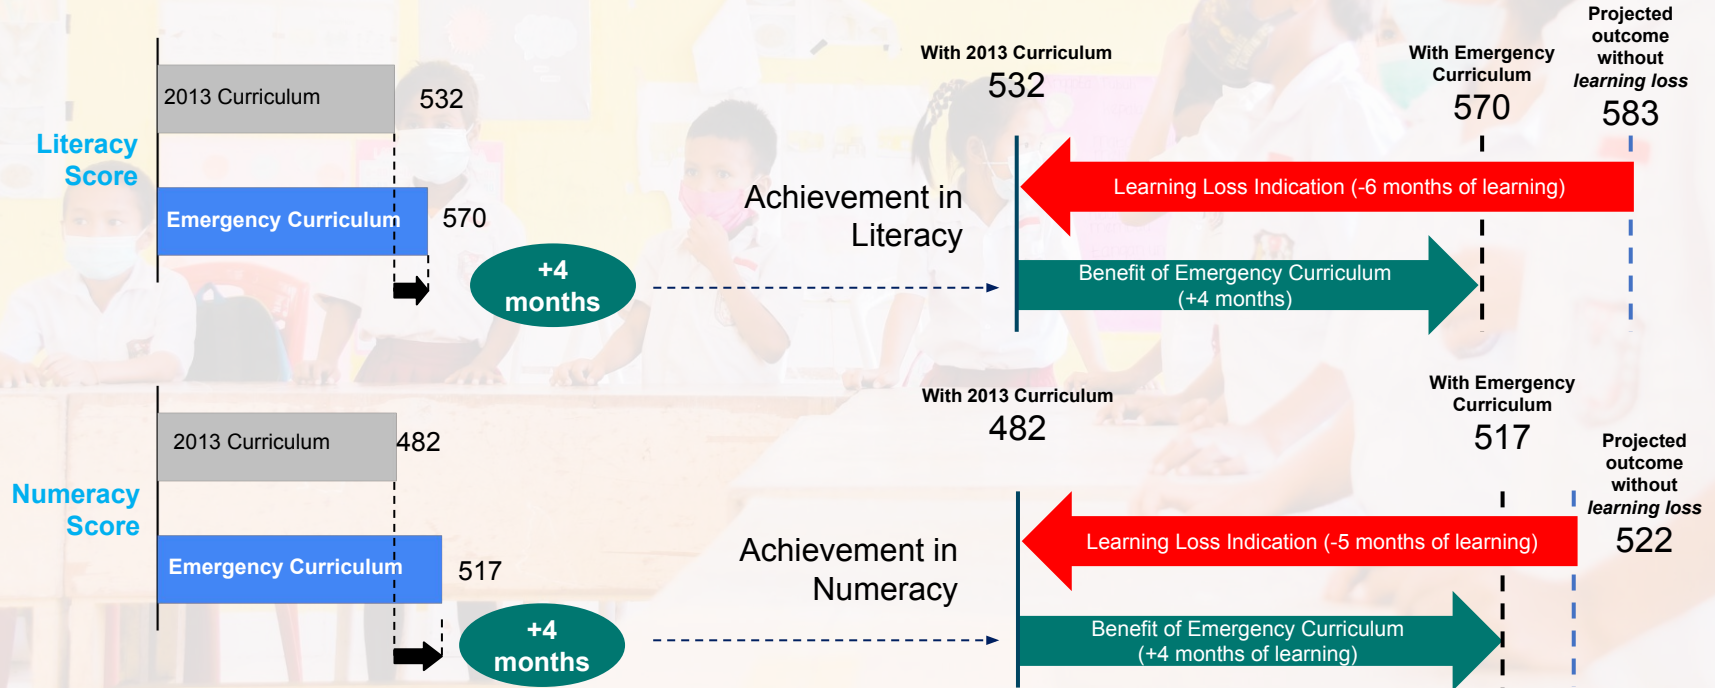 Literacy
Score
2013 Curriculum
532
Emergency Curriculum
570
+4
months
Achievement in
Literacy
With 2013 Curriculum
532
With Emergency
Curriculum
570
Projected
outcome
without
learning loss
583
Learning Loss Indication (-6 months of learning)
Benefit of Emergency Curriculum
(+4 months)
Numeracy
Score
2013 Curriculum
482
Emergency Curriculum
517
+4
months
Achievement in
Numeracy
With 2013 Curriculum
482
With Emergency
Curriculum
517
Projected
outcome
without
learning loss
522
Learning Loss Indication (-5 months of learning)
Benefit of Emergency Curriculum
(+4 months of learning)